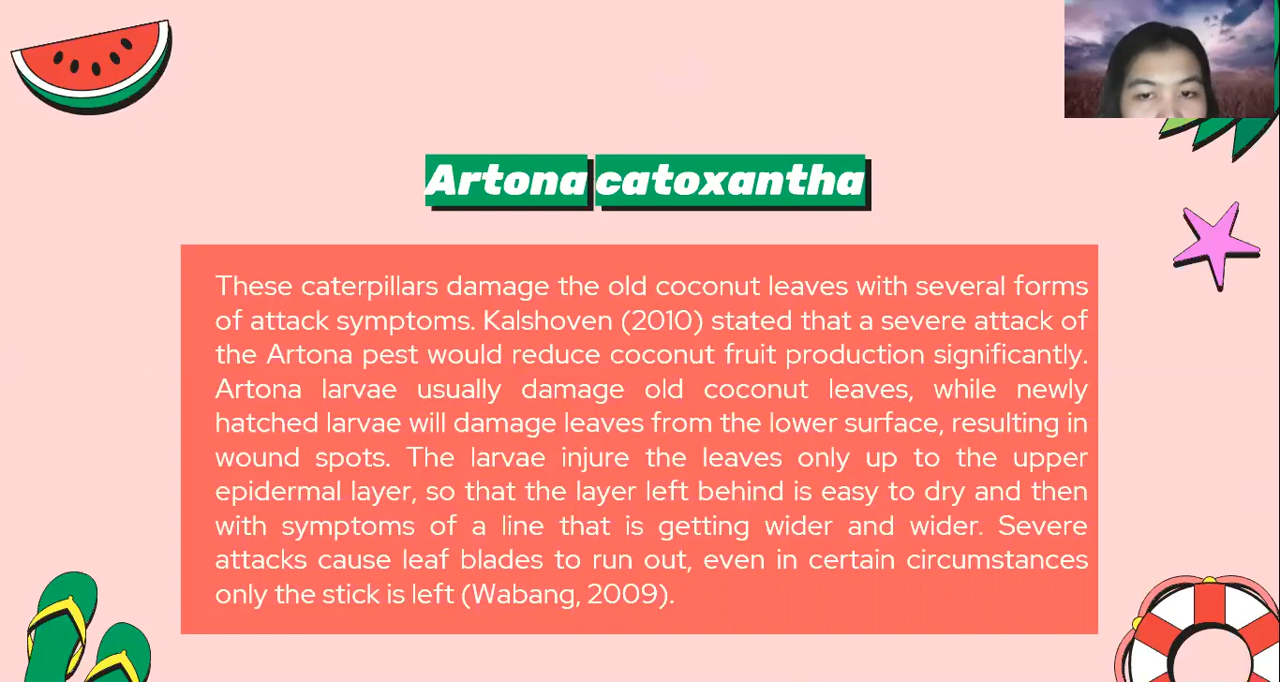 Artona catoxantha
These caterpillars damage the old coconut leaves with several forms
of attack symptoms. Kalshoven (2010) stated that a severe attack of
the Artona pest would reduce coconut fruit production significantly.
Artona larvae usually damage old coconut leaves, while newly
hatched larvae will damage leaves from the lower surface, resulting in
wound spots. The larvae injure the leaves only up to the upper
epidermal layer, so that the layer left behind is easy to dry and then
with symptoms of a line that is getting wider and wider. Severe
attacks cause leaf blades to run out, even in certain circumstances
only the stick is left (Wabang, 2009).